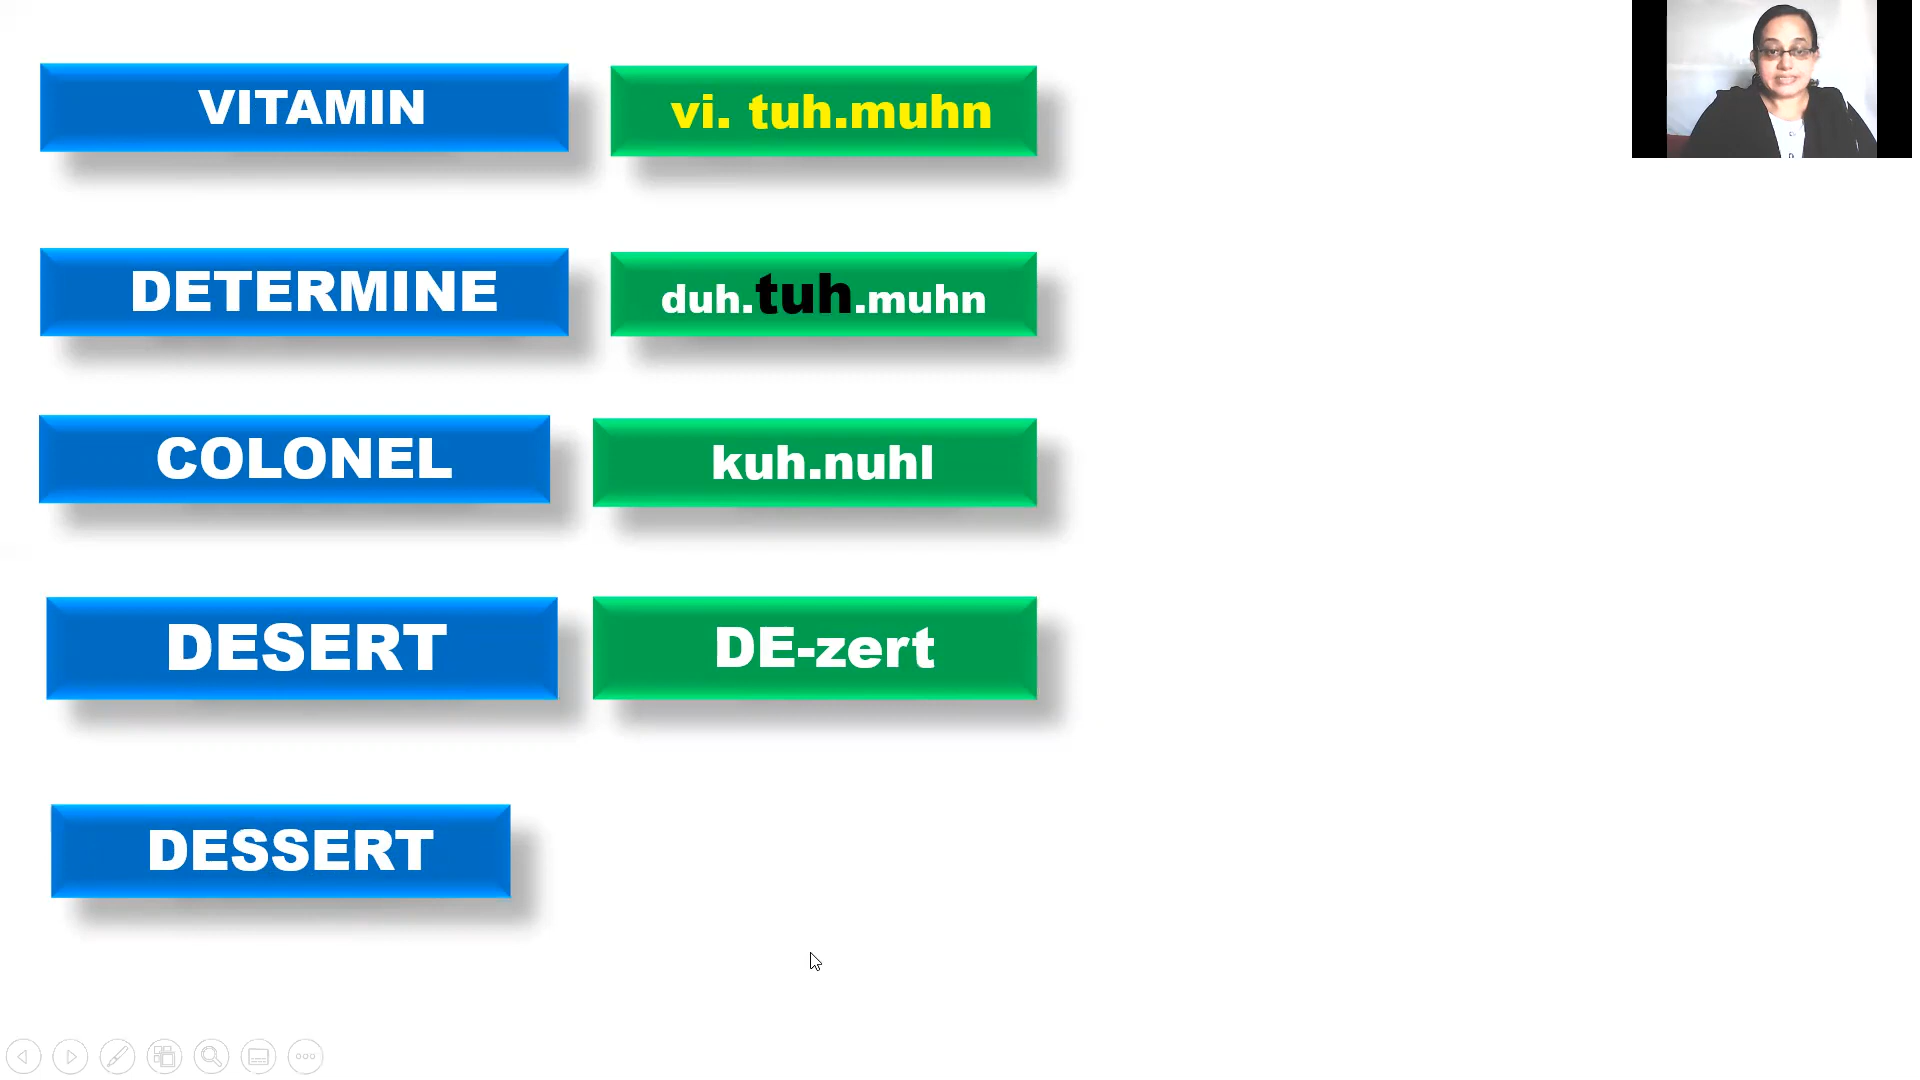 VITAMIN
vi. tuh.muhn
DETERMINE
duh.tuh.muhn
COLONEL
kuh.nuhl
DESERT
DE-zert
DESSERT